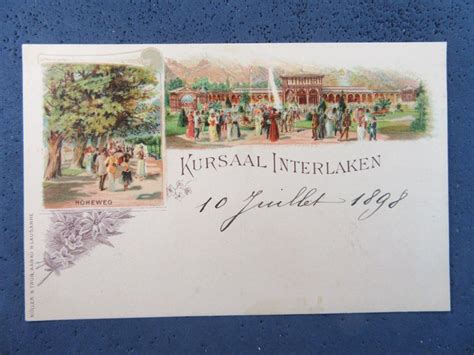 KURSAAL INTERLAKEN
HÖHEWEG
10 Juillet 1898